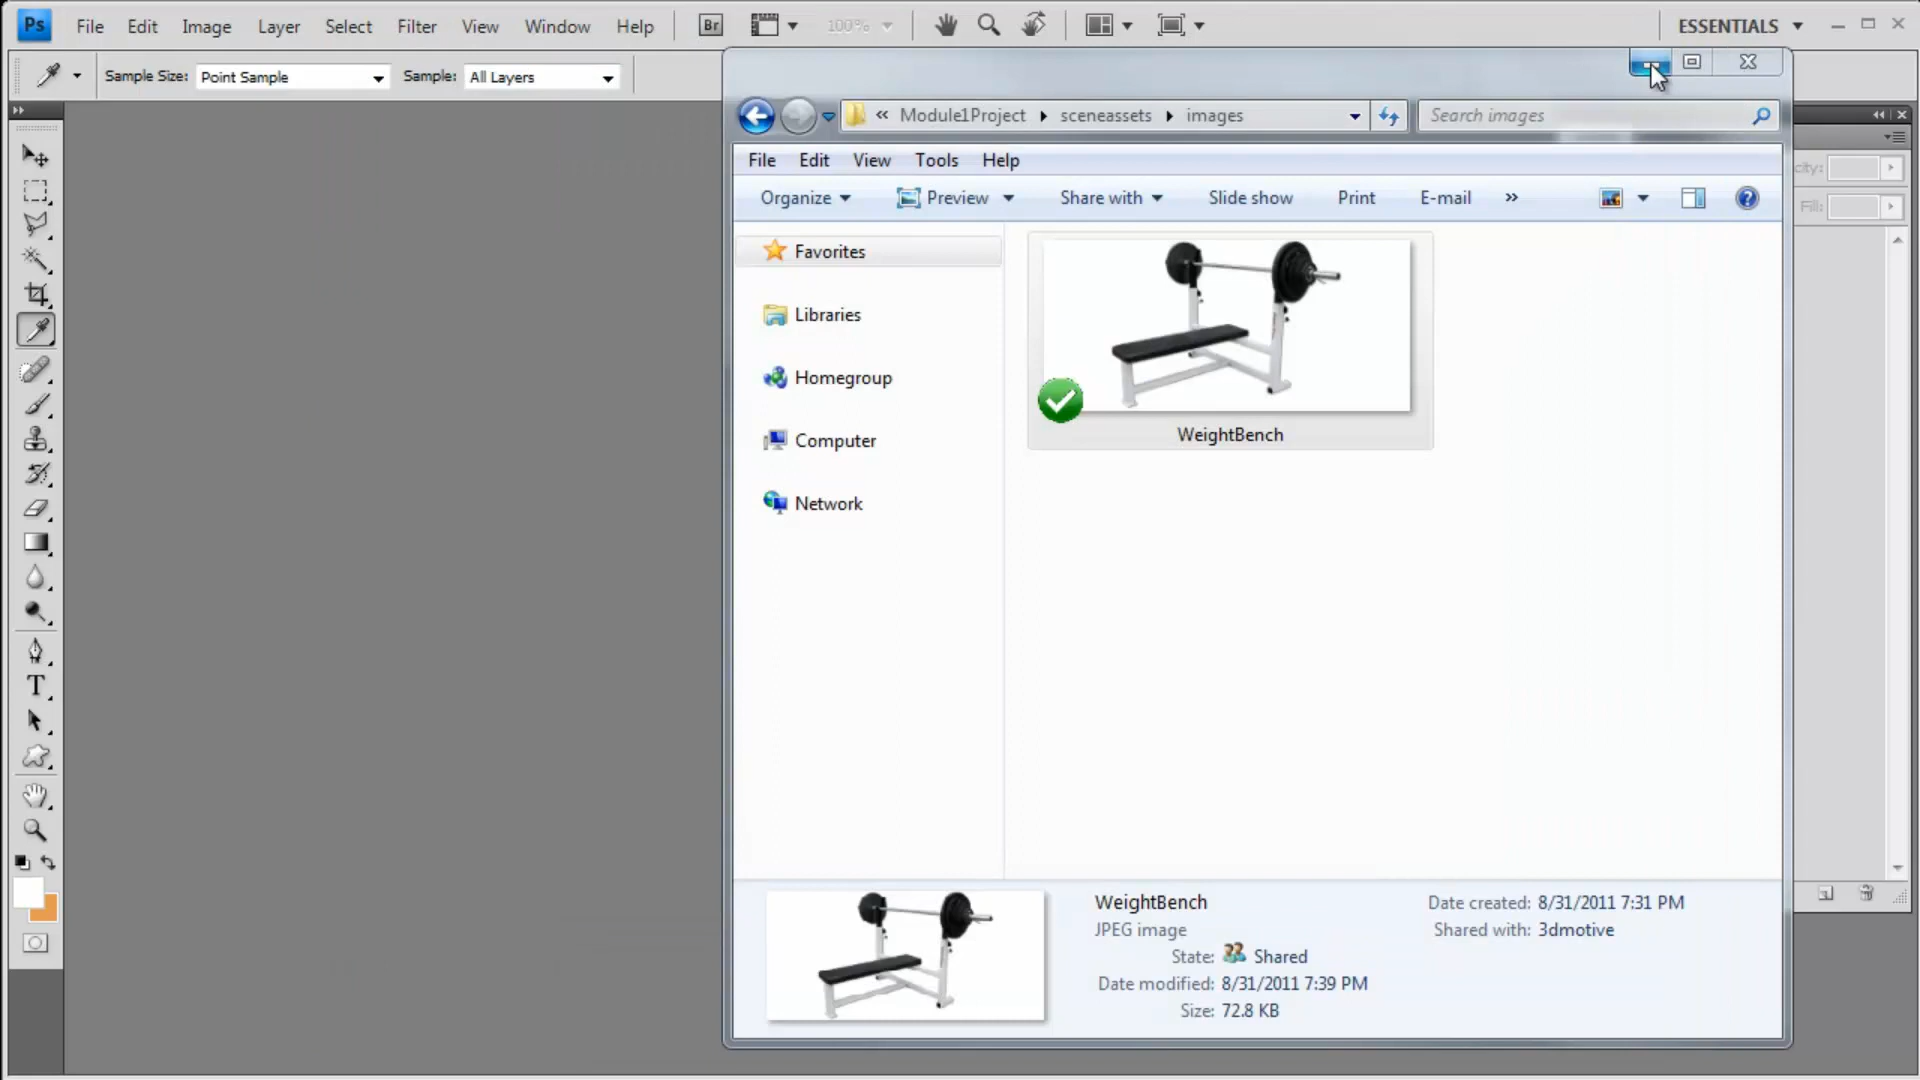 Ps File Edit Image Layer Select Filter View Window Help Br 100% ESSENTIALS
Sample Size: Point Sample Sample: All Layers
« Module1Project sceneassets images Search images
File Edit View Tools Help
Organize Preview Share with Slide show Print E-mail »
Favorites
Libraries
Homegroup
Computer
Network
WeightBench
T
city:
Fill:
WeightBench
JPEG image
State: Shared
Date modified: 8/31/2011 7:39 PM
Size: 72.8 KB
Date created: 8/31/2011 7:31 PM
Shared with: 3dmotive